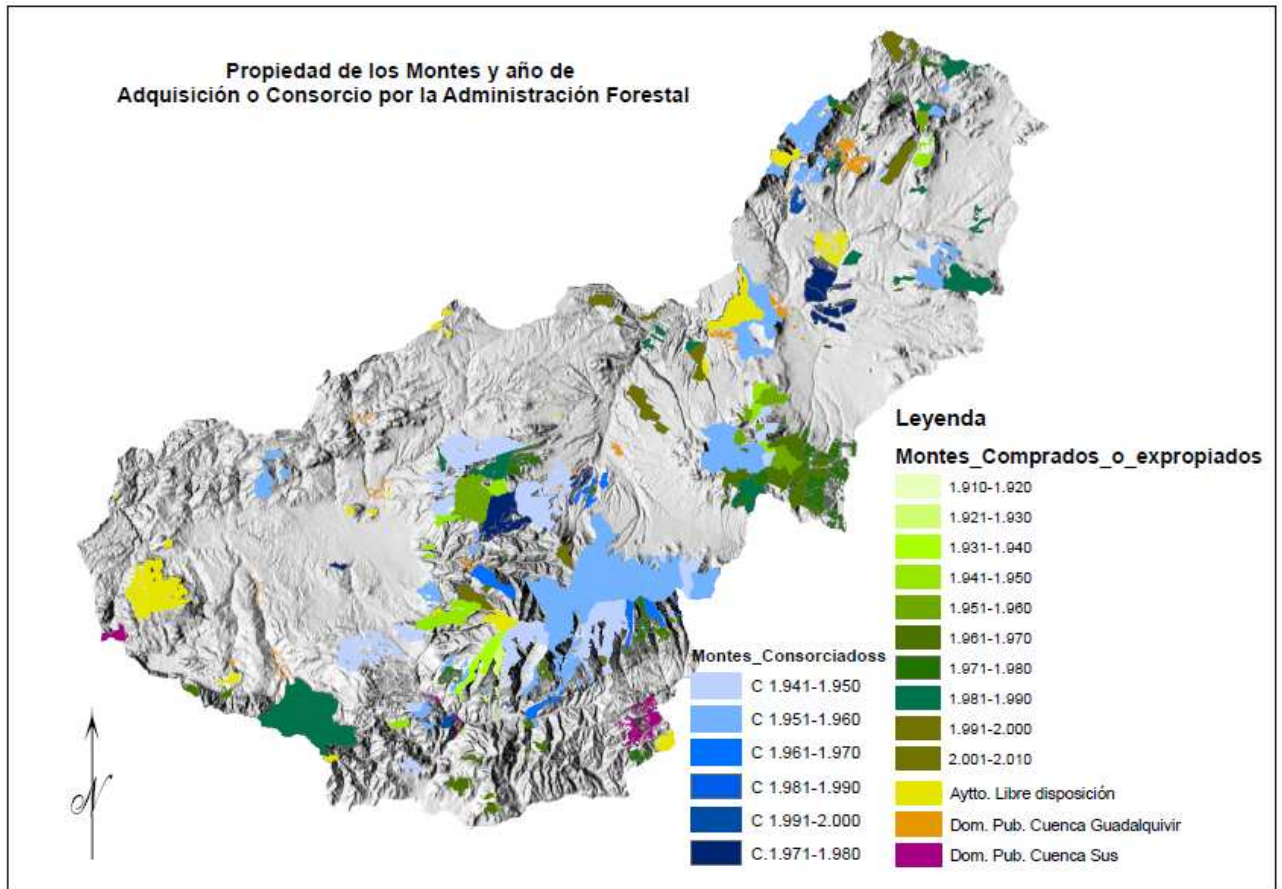 Propiedad de los Montes y año de
Adquisición o Consorcio por la Administración Forestal
Leyenda
Montes_Comprados_o_expropiados
1.910-1.920
1.921-1.930
1.931-1.940
1.941-1.950
1.951-1.960
1.961-1.970
1.971-1.980
1.981-1.990
1.991-2.000
2.001-2.010
Aytto. Libre disposición
Dom. Pub. Cuenca Guadalquivir
Dom. Pub. Cuenca Sus
Montes_Consorciadoss
C 1.941-1.950
C 1.951-1.960
C 1.961-1.970
C 1.981-1.990
C 1.991-2.000
C.1.971-1.980
N